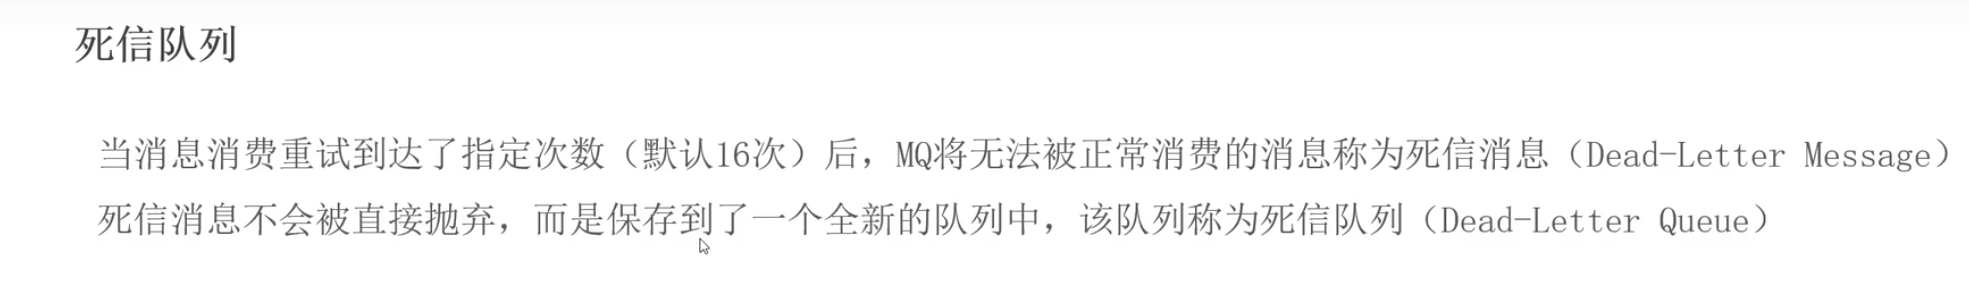 死信队列
当消息消费重试到达了指定次数（默认16次）后，MQ将无法被正常消费的消息称为死信消息（Dead-Letter Message）
死信消息不会被直接抛弃，而是保存到了一个全新的队列中，该队列称为死信队列（Dead-Letter Queue）